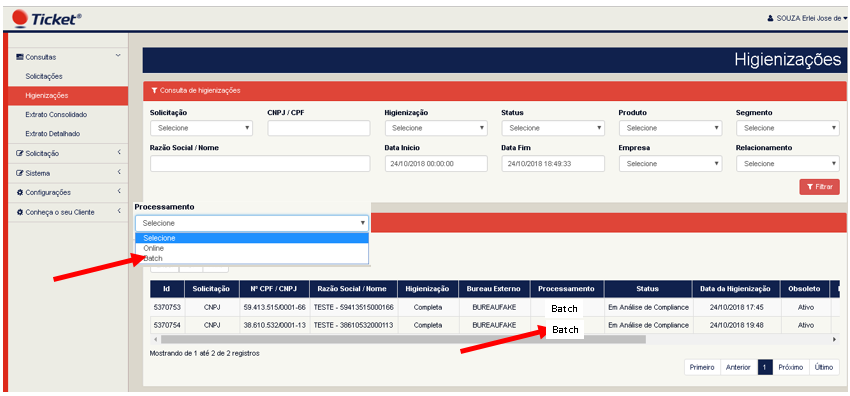 Ticket®
SOUZA Erlei Jose de
Consultas
Solicitações
Higienizações
Extrato Consolidado
Extrato Detalhado
Solicitação
Sistema
Configurações
Conheça o seu Cliente
Higienizações
Consulta de higienizações
Solicitação CNPJ / CPF Higienização Status Produto Segmento
Selecione Selecione Selecione Selecione Selecione
Razão Social / Nome Data Inicio Data Fim Empresa Relacionamento
24/10/2018 00:00:00 24/10/2018 18:49:33 Selecione Selecione
Filtrar
Processamento
Selecione
Selecione
Online
Batch
Id Solicitação Nº CPF / CNPJ Razão Social / Nome Higienização Bureau Externo Processamento Status Data da Higienização Obsoleto
5370753 CNPJ 59.413.515/0001-66 TESTE - 59413515000166 Completa BUREAUFAKE Batch Em Análise de Compliance 24/10/2018 17:45 Ativo
5370754 CNPJ 38.610.532/0001-13 TESTE - 38610532000113 Completa BUREAUFAKE Batch Em Análise de Compliance 24/10/2018 19:48 Ativo
Mostrando de 1 até 2 de 2 registros
Primeiro Anterior 1 Próximo Último